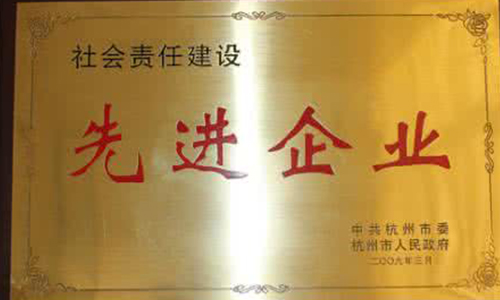 社会责任建设
先进企业
中共杭州市委
杭州市人民政府
二〇〇九年三月